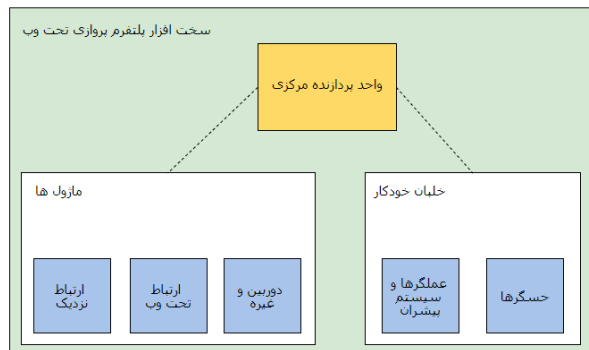 سخت افزار پلتفرم پروازی تحت وب
واحد پردازنده مرکزی
خلبان خودکار
حسگرها
عملگرها و
سیستم
پیشران
ماژول ها
دوربین و
غیره
ارتباط
تحت وب
ارتباط
نزدیک